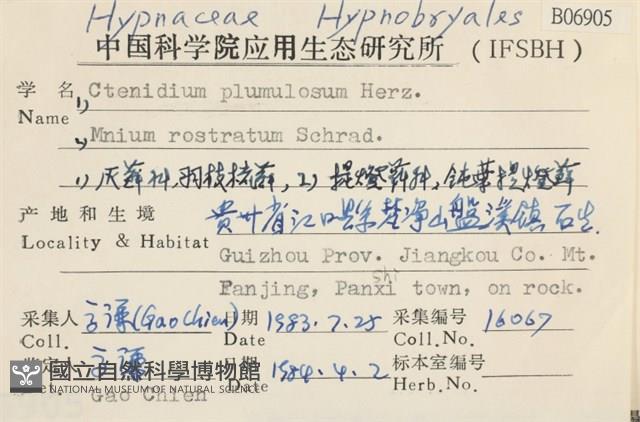 Hypnaceae Hypnobryales B06905
中国科学院应用生态研究所 (IFSBH)
学名 1) Ctenidium plumulosum Herz.
Name
2) Mnium rostratum Schrad.
1) 灰藓科,羽枝梳藓, 2) 提燈藓科, 钝葉提燈藓
产地和生境 贵州省江口县 梵净山盤溪镇 石生.
Locality & Habitat Guizhou Prov. Jiangkou Co. Mt.
shi
Fanjing, Panxi town, on rock.
采集人 高谦(Gao Chien) 日期 1983.7.25 采集编号 16067
Coll. Date Coll.No.
鉴定人 高谦 日期 1984.4.2 标本室编号
Det. Gao Chien Date Herb.No.
國立自然科學博物館
NATIONAL MUSEUM OF NATURAL SCIENCE